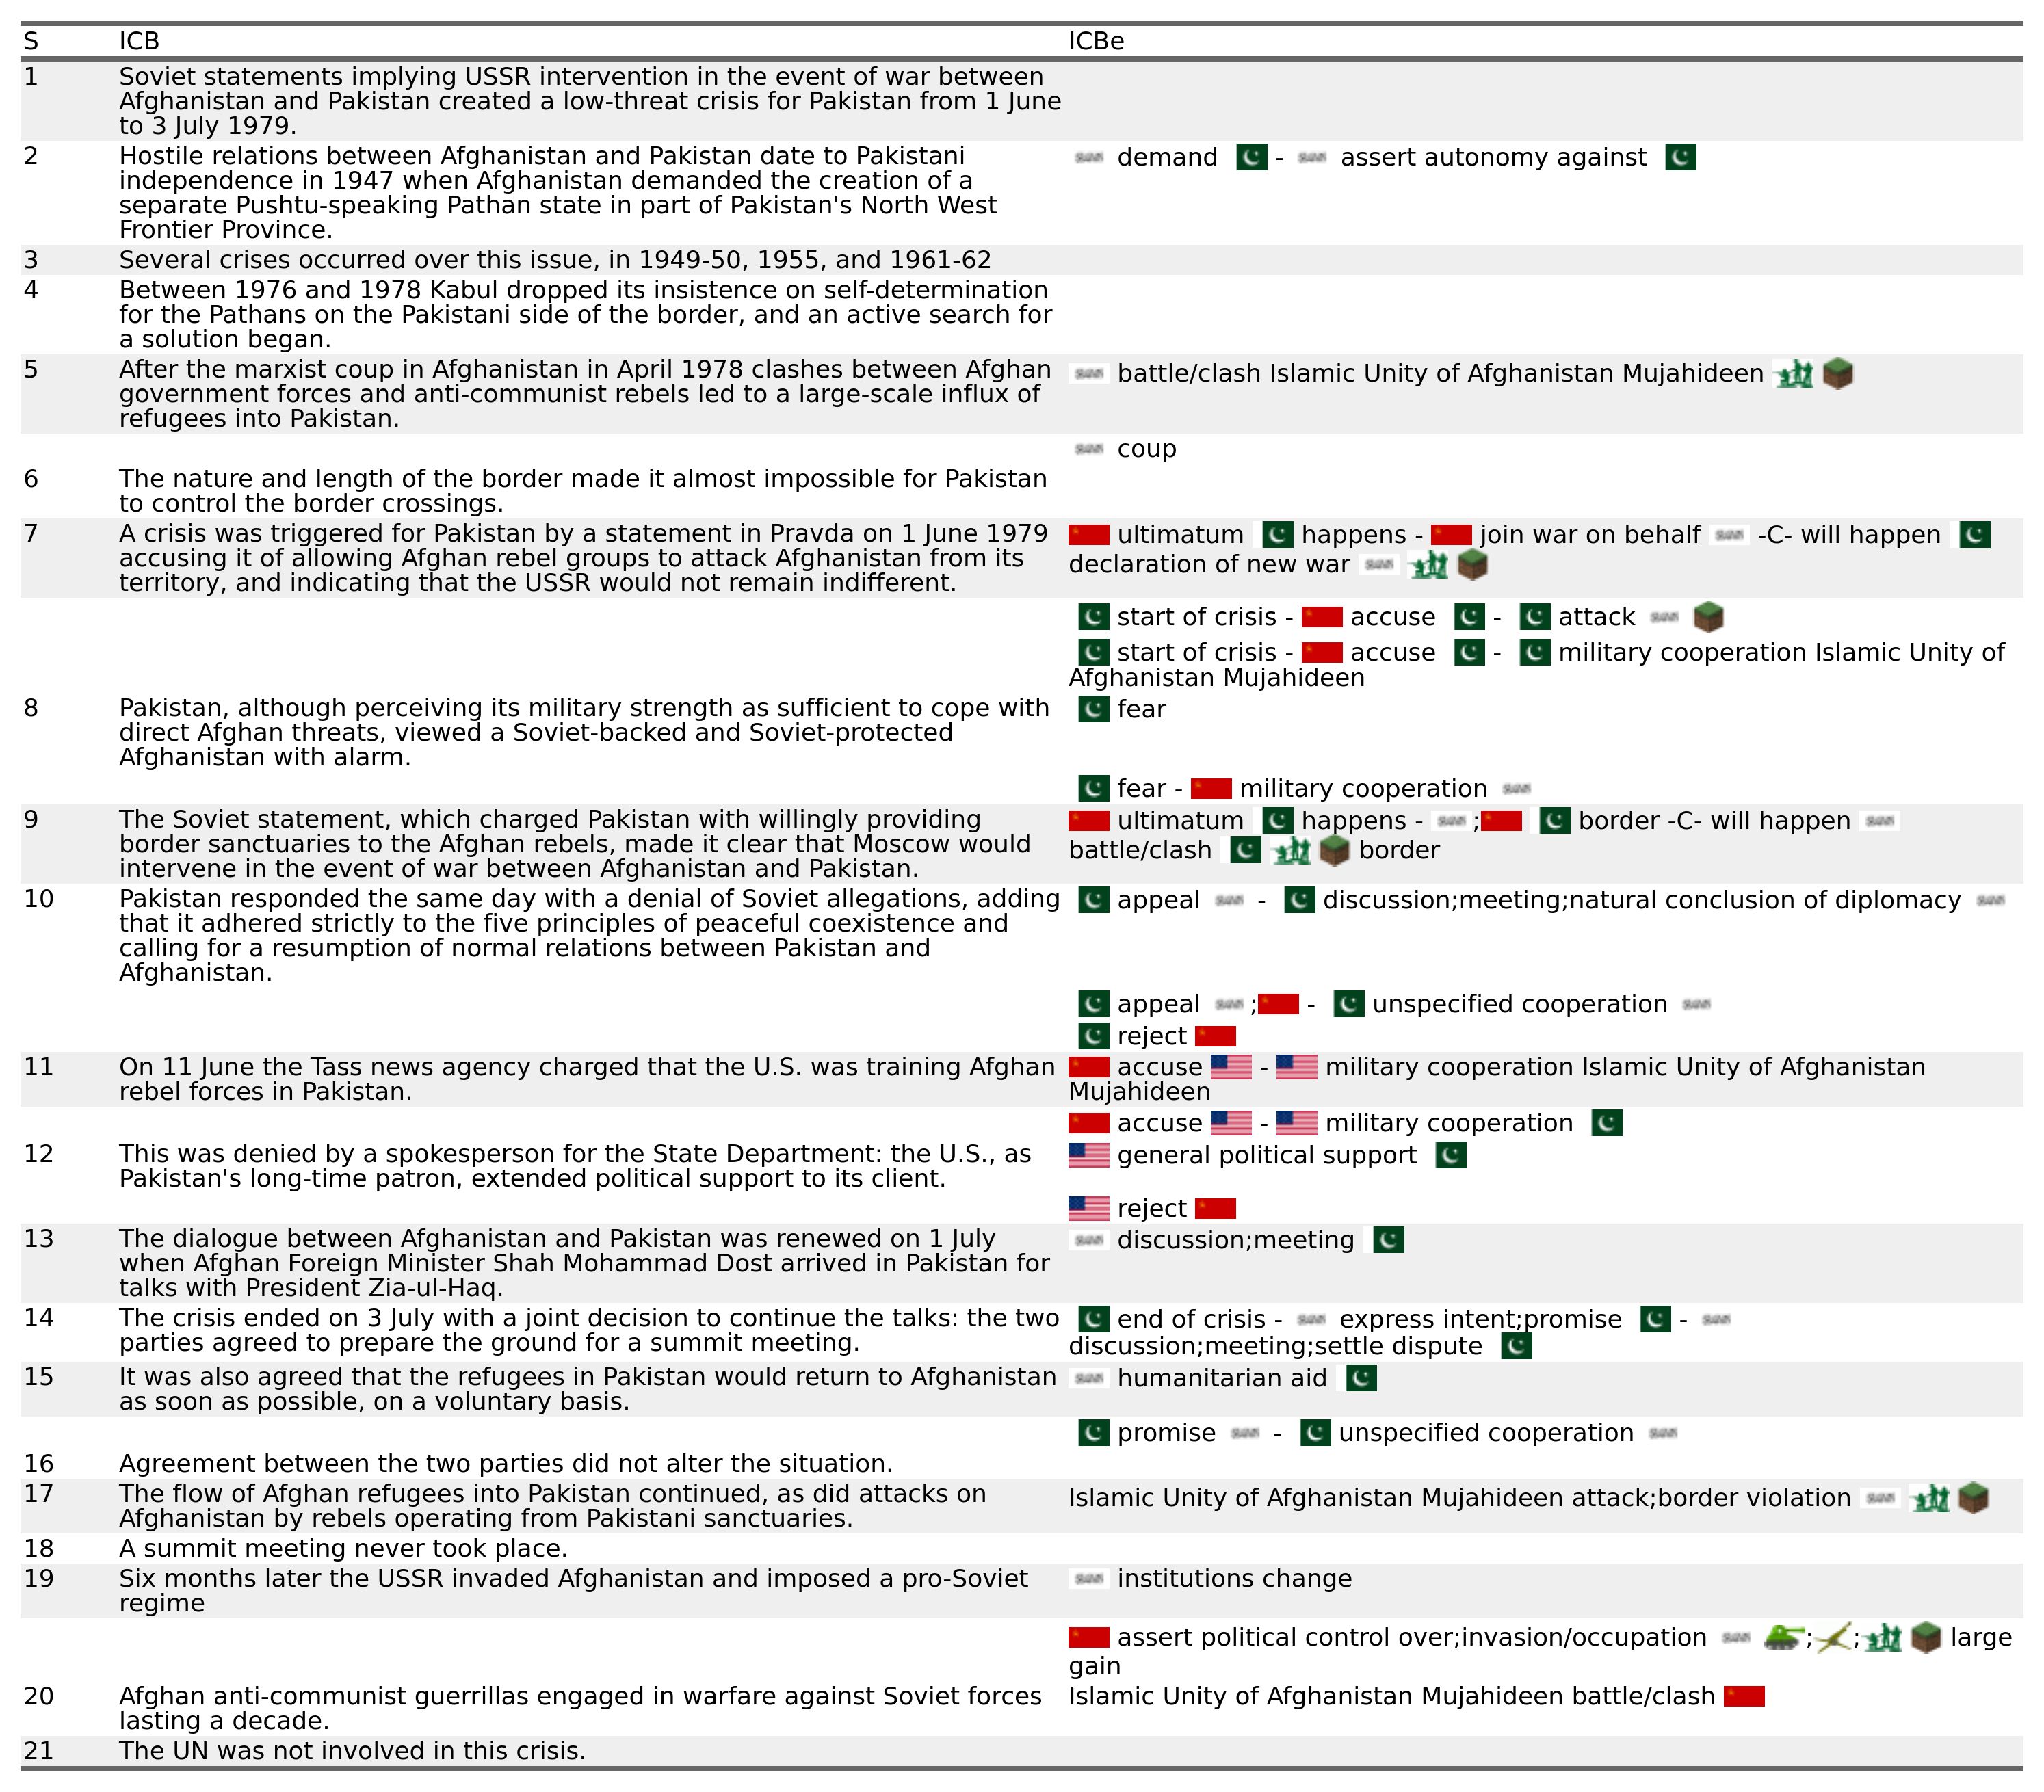 S ICB ICBe
1 Soviet statements implying USSR intervention in the event of war between
Afghanistan and Pakistan created a low-threat crisis for Pakistan from 1 June
to 3 July 1979.
2 Hostile relations between Afghanistan and Pakistan date to Pakistani
independence in 1947 when Afghanistan demanded the creation of a
separate Pushtu-speaking Pathan state in part of Pakistan's North West
Frontier Province.
demand - assert autonomy against
3 Several crises occurred over this issue, in 1949-50, 1955, and 1961-62
4 Between 1976 and 1978 Kabul dropped its insistence on self-determination
for the Pathans on the Pakistani side of the border, and an active search for
a solution began.
5 After the marxist coup in Afghanistan in April 1978 clashes between Afghan
government forces and anti-communist rebels led to a large-scale influx of
refugees into Pakistan.
battle/clash Islamic Unity of Afghanistan Mujahideen
coup
6 The nature and length of the border made it almost impossible for Pakistan
to control the border crossings.
7 A crisis was triggered for Pakistan by a statement in Pravda on 1 June 1979
accusing it of allowing Afghan rebel groups to attack Afghanistan from its
territory, and indicating that the USSR would not remain indifferent.
ultimatum happens - join war on behalf -C- will happen
declaration of new war
start of crisis - accuse - attack
start of crisis - accuse - military cooperation Islamic Unity of
Afghanistan Mujahideen
8 Pakistan, although perceiving its military strength as sufficient to cope with
direct Afghan threats, viewed a Soviet-backed and Soviet-protected
Afghanistan with alarm.
fear
fear - military cooperation
9 The Soviet statement, which charged Pakistan with willingly providing
border sanctuaries to the Afghan rebels, made it clear that Moscow would
intervene in the event of war between Afghanistan and Pakistan.
ultimatum happens - ; border -C- will happen
battle/clash border
10 Pakistan responded the same day with a denial of Soviet allegations, adding
that it adhered strictly to the five principles of peaceful coexistence and
calling for a resumption of normal relations between Pakistan and
Afghanistan.
appeal - discussion;meeting;natural conclusion of diplomacy
appeal ; - unspecified cooperation
reject
11 On 11 June the Tass news agency charged that the U.S. was training Afghan
rebel forces in Pakistan.
accuse - military cooperation Islamic Unity of Afghanistan
Mujahideen
accuse - military cooperation
12 This was denied by a spokesperson for the State Department: the U.S., as
Pakistan's long-time patron, extended political support to its client.
general political support
reject
13 The dialogue between Afghanistan and Pakistan was renewed on 1 July
when Afghan Foreign Minister Shah Mohammad Dost arrived in Pakistan for
talks with President Zia-ul-Haq.
discussion;meeting
14 The crisis ended on 3 July with a joint decision to continue the talks: the two
parties agreed to prepare the ground for a summit meeting.
end of crisis - express intent;promise -
discussion;meeting;settle dispute
15 It was also agreed that the refugees in Pakistan would return to Afghanistan
as soon as possible, on a voluntary basis.
humanitarian aid
promise - unspecified cooperation
16 Agreement between the two parties did not alter the situation.
17 The flow of Afghan refugees into Pakistan continued, as did attacks on
Afghanistan by rebels operating from Pakistani sanctuaries.
Islamic Unity of Afghanistan Mujahideen attack;border violation
18 A summit meeting never took place.
19 Six months later the USSR invaded Afghanistan and imposed a pro-Soviet
regime
institutions change
assert political control over;invasion/occupation ; ; large
gain
20 Afghan anti-communist guerrillas engaged in warfare against Soviet forces
lasting a decade.
Islamic Unity of Afghanistan Mujahideen battle/clash
21 The UN was not involved in this crisis.